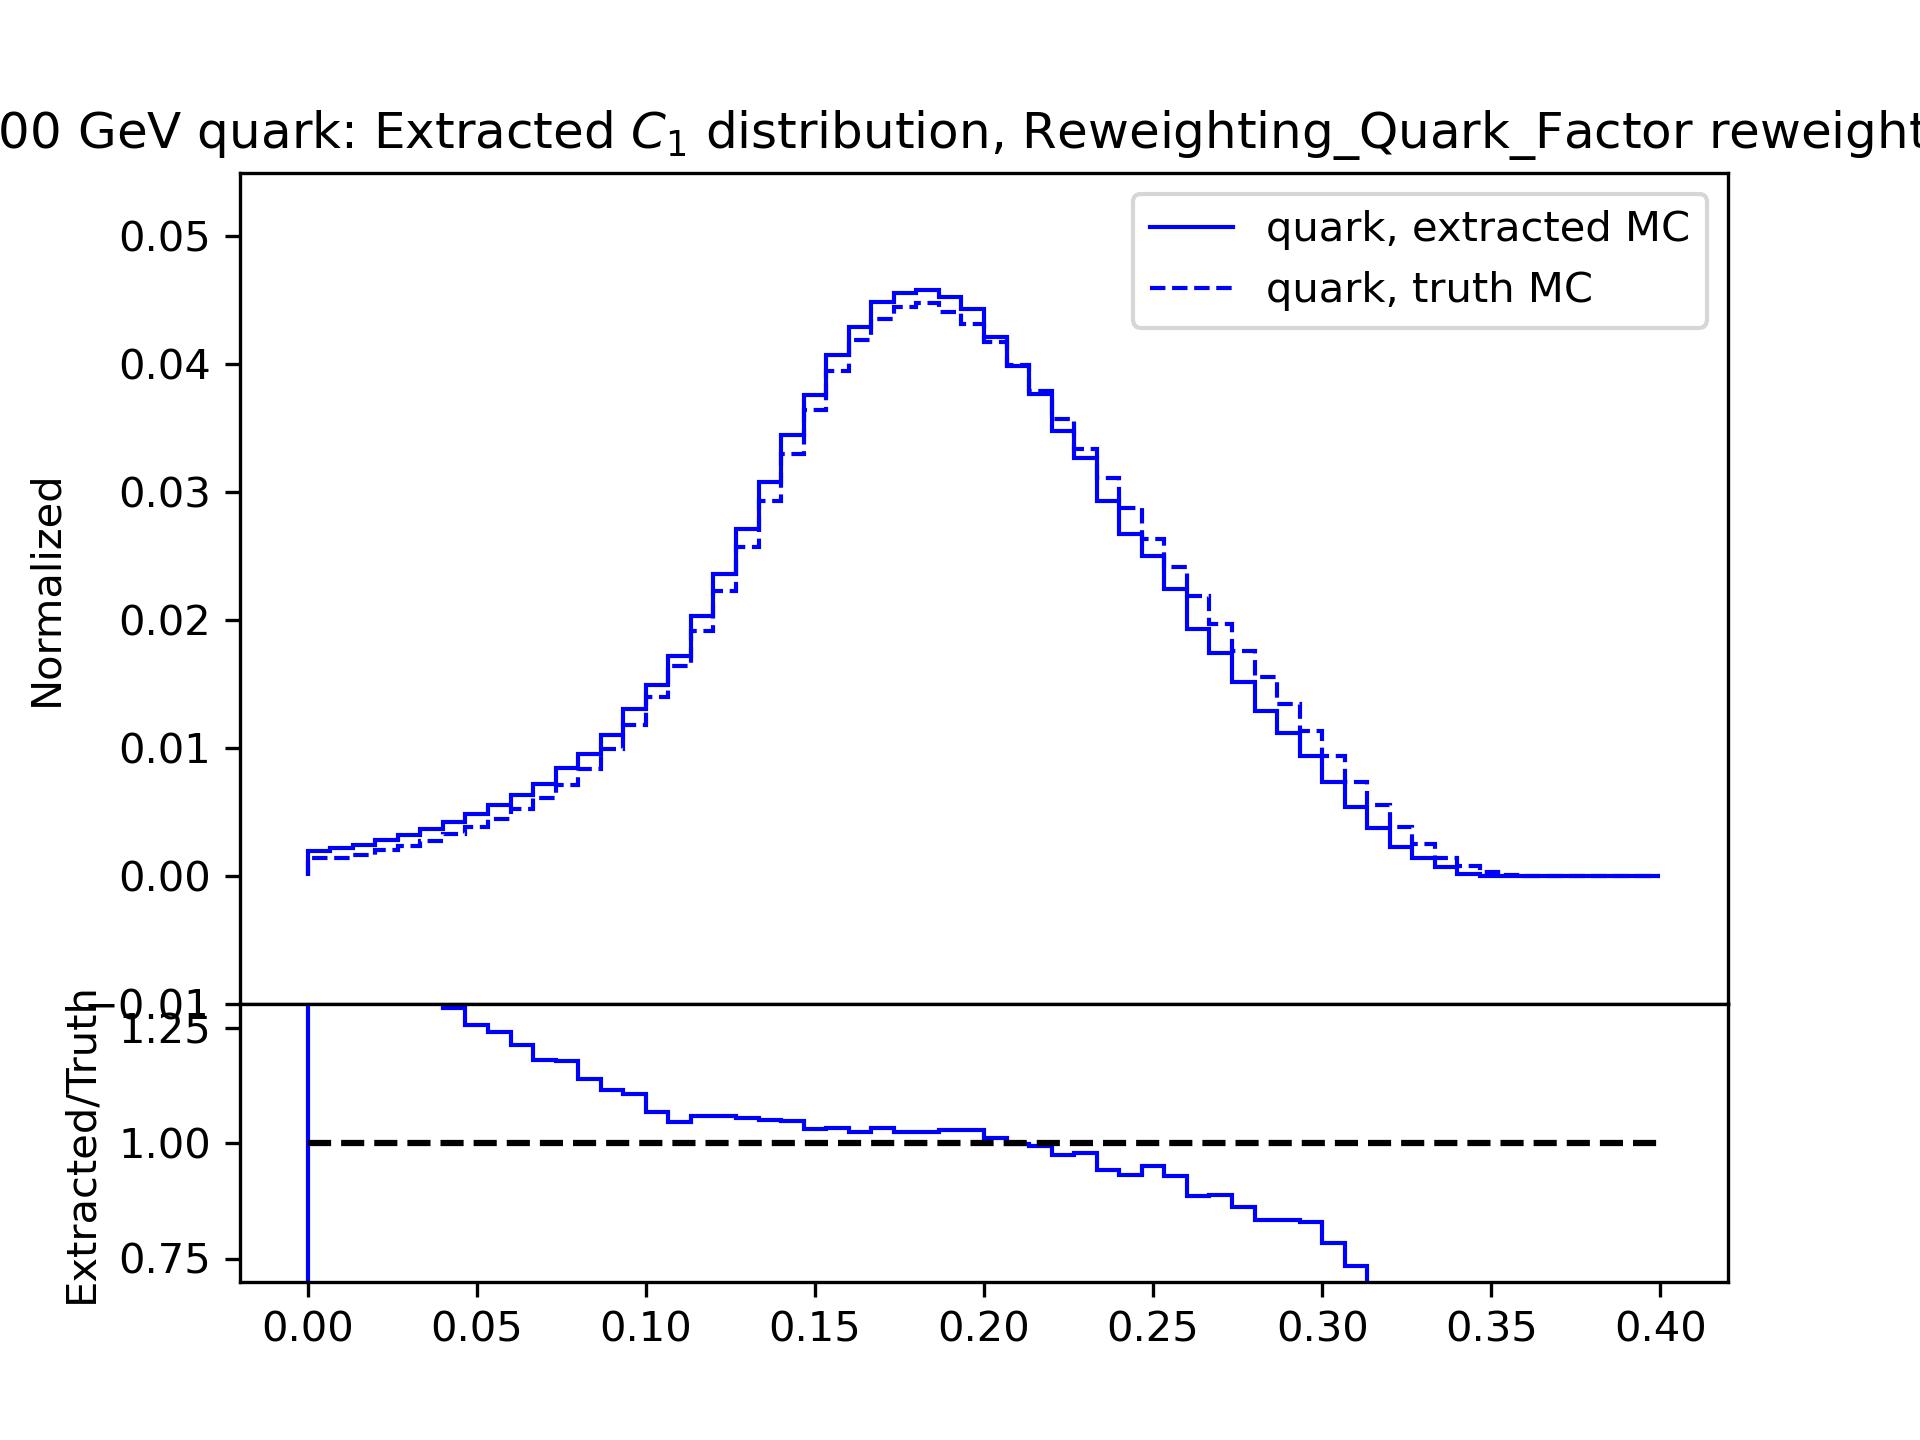 00 GeV quark: Extracted C₁ distribution, Reweighting_Quark_Factor reweight
quark, extracted MC
quark, truth MC
Normalized
0.05
0.04
0.03
0.02
0.01
0.00
−0.01
Extracted/Truth
1.25
1.00
0.75
0.00 0.05 0.10 0.15 0.20 0.25 0.30 0.35 0.40